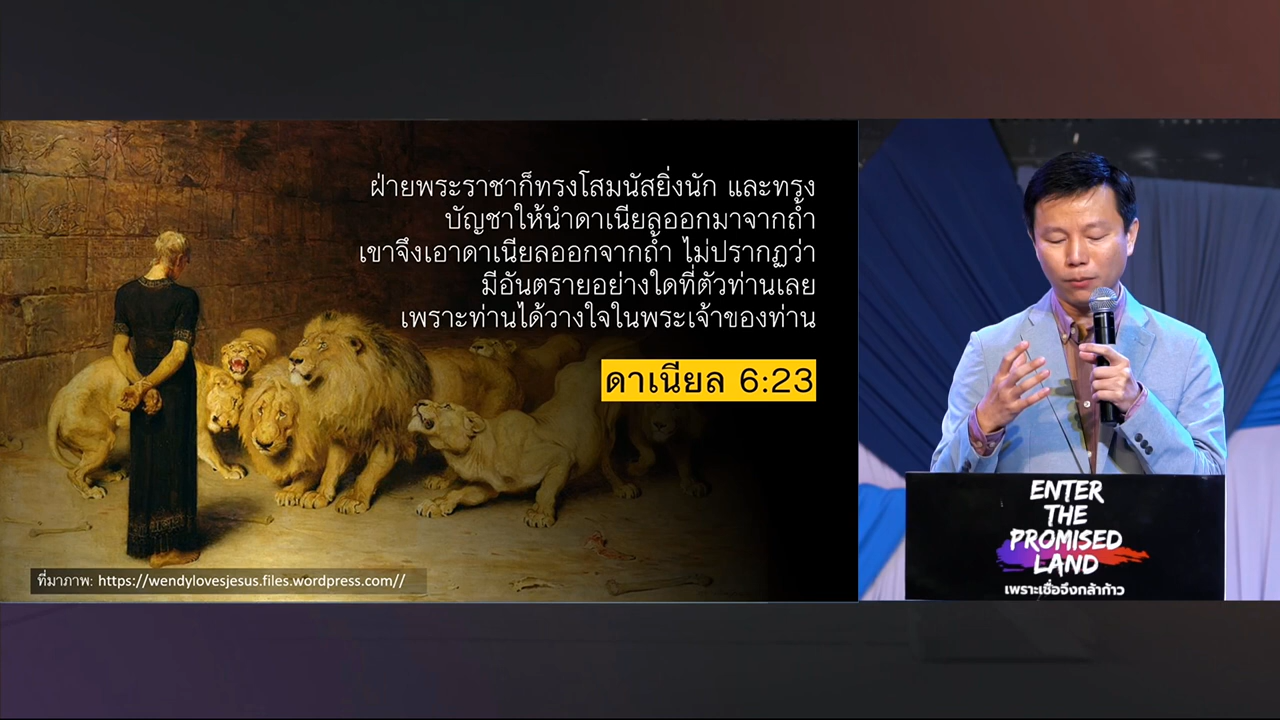 ฝ่ายพระราชาก็ทรงโสมนัสยิ่งนัก และทรง
บัญชาให้นำดาเนียลออกมาจากถ้ำ
เขาจึงเอาดาเนียลออกจากถ้ำ ไม่ปรากฏว่า
มีอันตรายอย่างใดที่ตัวท่านเลย
เพราะท่านได้วางใจในพระเจ้าของท่าน
ดาเนียล 6:23
ที่มาภาพ: https://wendylovesjesus.files.wordpress.com//
ENTER
THE
PROMISED
LAND
เพราะเชื่อจึงกล้าก้าว